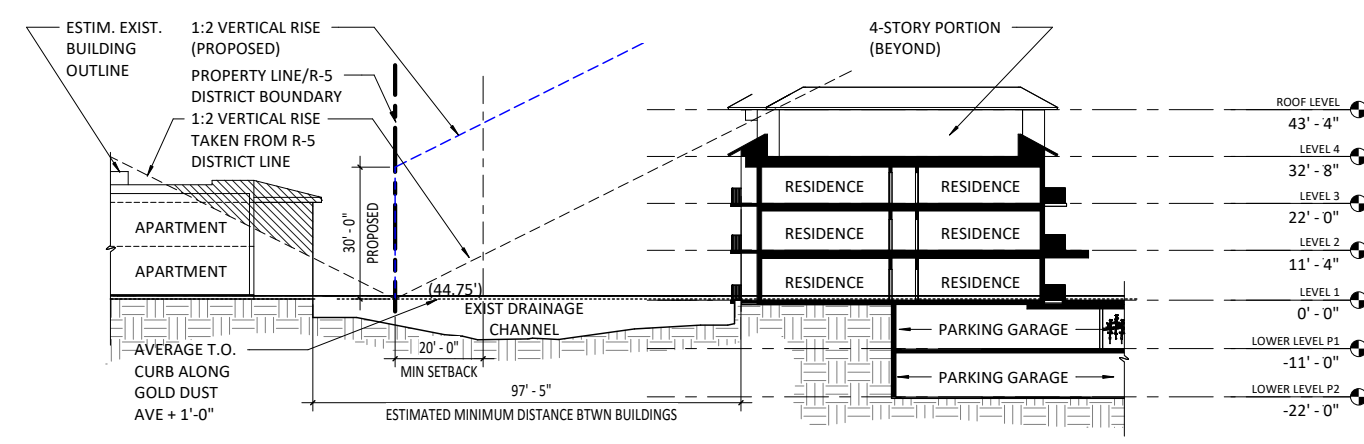 ESTIM. EXIST.
BUILDING
OUTLINE
1:2 VERTICAL RISE
(PROPOSED)
PROPERTY LINE/R-5
DISTRICT BOUNDARY
1:2 VERTICAL RISE
TAKEN FROM R-5
DISTRICT LINE
4-STORY PORTION
(BEYOND)
ROOF LEVEL
43' - 4"
LEVEL 4
32' - 8"
LEVEL 3
22' - 0"
LEVEL 2
11' - 4"
LEVEL 1
0' - 0"
LOWER LEVEL P1
-11' - 0"
LOWER LEVEL P2
-22' - 0"
APARTMENT
APARTMENT
30' - 0"
PROPOSED
RESIDENCE
RESIDENCE
RESIDENCE
RESIDENCE
RESIDENCE
RESIDENCE
(44.75')
EXIST DRAINAGE
CHANNEL
PARKING GARAGE
PARKING GARAGE
AVERAGE T.O.
CURB ALONG
GOLD DUST
AVE + 1'-0"
20' - 0"
MIN SETBACK
97' - 5"
ESTIMATED MINIMUM DISTANCE BTWN BUILDINGS